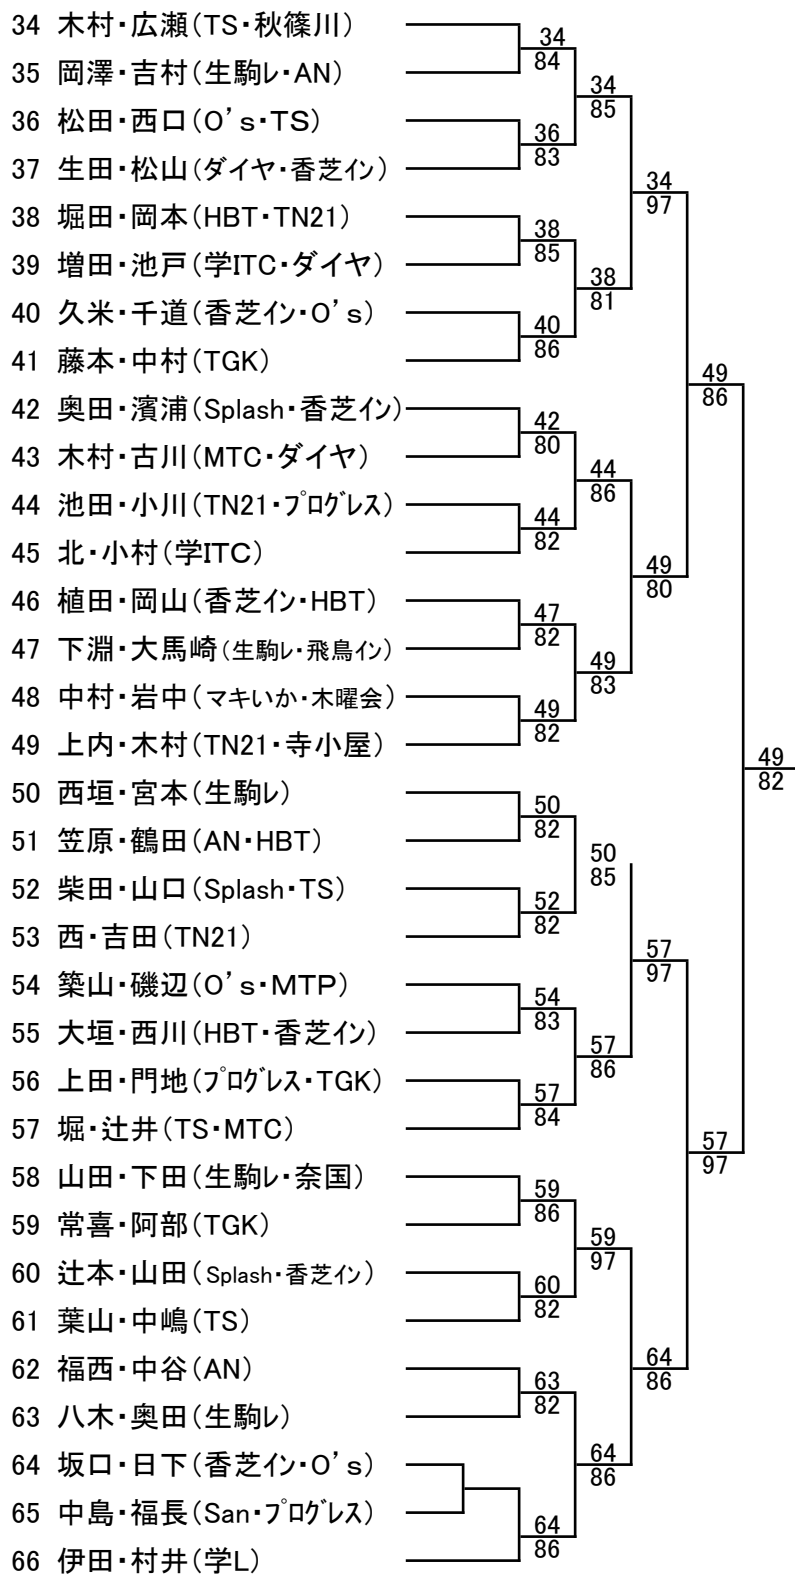 34 木村・広瀬（TS・秋篠川）
35 岡澤・吉村（生駒ﾚ・AN）
36 松田・西口（O’ｓ・TS）
37 生田・松山（ダイヤ・香芝イン）
38 堀田・岡本（HBT・TN21）
39 増田・池戸（学ITC・ダイヤ）
40 久米・千道（香芝イン・O’ｓ）
41 藤本・中村（TGK）
42 奥田・濱浦（Splash・香芝イン）
43 木村・古川（MTC・ダイヤ）
44 池田・小川（TN21・ﾌﾟﾛｸﾞﾚｽ）
45 北・小村（学ITC）
46 植田・岡山（香芝イン・HBT）
47 下淵・大馬崎（生駒ﾚ・飛鳥イン）
48 中村・岩中（マキいか・木曜会）
49 上内・木村（TN21・寺小屋）
50 西垣・宮本（生駒ﾚ）
51 笠原・鶴田（AN・HBT）
52 柴田・山口（Splash・TS）
53 西・吉田（TN21）
54 築山・磯辺（O’ｓ・MTP）
55 大垣・西川（HBT・香芝イン）
56 上田・門地（ﾌﾟﾛｸﾞﾚｽ・TGK）
57 堀・辻井（TS・MTC）
58 山田・下田（生駒ﾚ・奈国）
59 常喜・阿部（TGK）
60 辻本・山田（Splash・香芝イン）
61 葉山・中嶋（TS）
62 福西・中谷（AN）
63 八木・奥田（生駒ﾚ）
64 坂口・日下（香芝イン・O’ｓ）
65 中島・福長（San・ﾌﾟﾛｸﾞﾚｽ）
66 伊田・村井（学L）
34
84
36
83
38
85
40
86
42
80
44
82
47
82
49
82
50
82
52
82
54
83
57
84
59
86
60
82
63
82
64
86
34
85
38
81
44
86
49
83
50
85
57
86
59
97
64
86
34
97
49
80
57
97
64
86
49
86
57
97
49
82